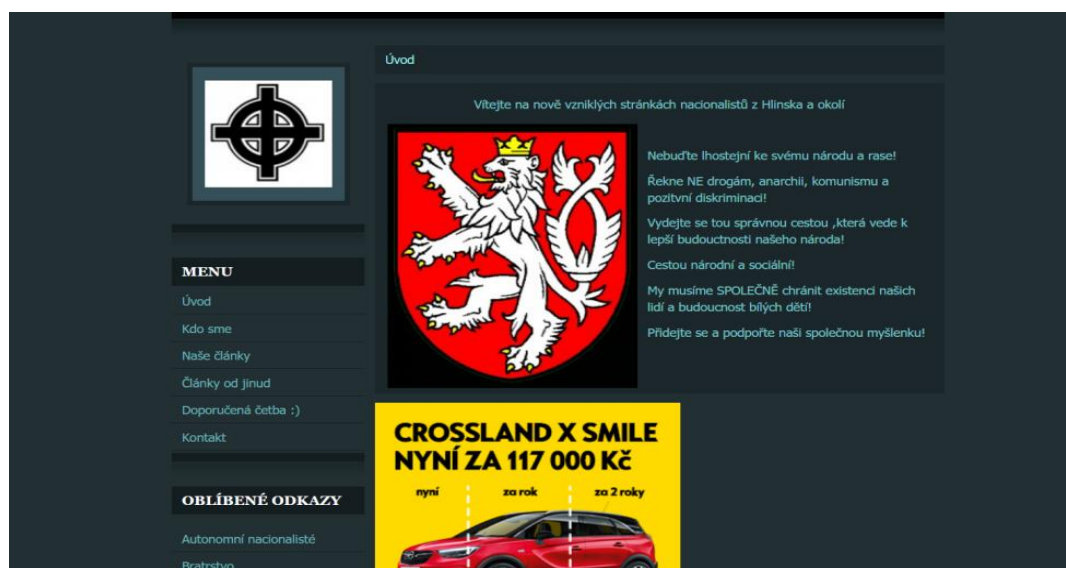 Úvod
Vítejte na nově vzniklých stránkách nacionalistů z Hlinska a okolí
Nebuďte lhostejní ke svému národu a rase!
Řekne NE drogám, anarchii, komunismu a
pozitvní diskriminaci!
Vydejte se tou správnou cestou ,která vede k
lepší budouctnosti našeho národa!
Cestou národní a sociální!
My musíme SPOLEČNĚ chránit existenci našich
lidí a budoucnost bílých dětí!
Přidejte se a podpořte naši společnou myšlenku!
MENU
Úvod
Kdo sme
Naše články
Články od jinud
Doporučená četba :)
Kontakt
OBLÍBENÉ ODKAZY
Autonomní nacionalisté
Bratrstvo
CROSSLAND X SMILE
NYNÍ ZA 117 000 Kč
nyní za rok za 2 roky